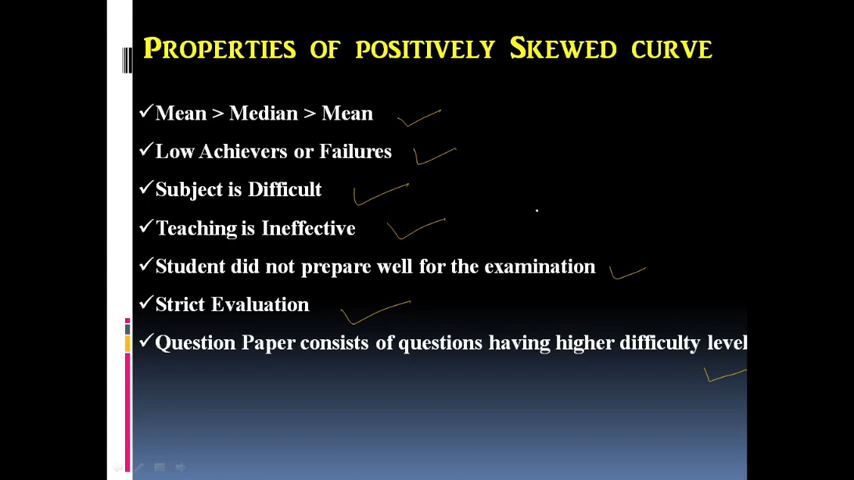 Properties of positively Skewed curve
✓Mean > Median > Mean
✓Low Achievers or Failures
✓Subject is Difficult
✓Teaching is Ineffective
✓Student did not prepare well for the examination
✓Strict Evaluation
✓Question Paper consists of questions having higher difficulty level